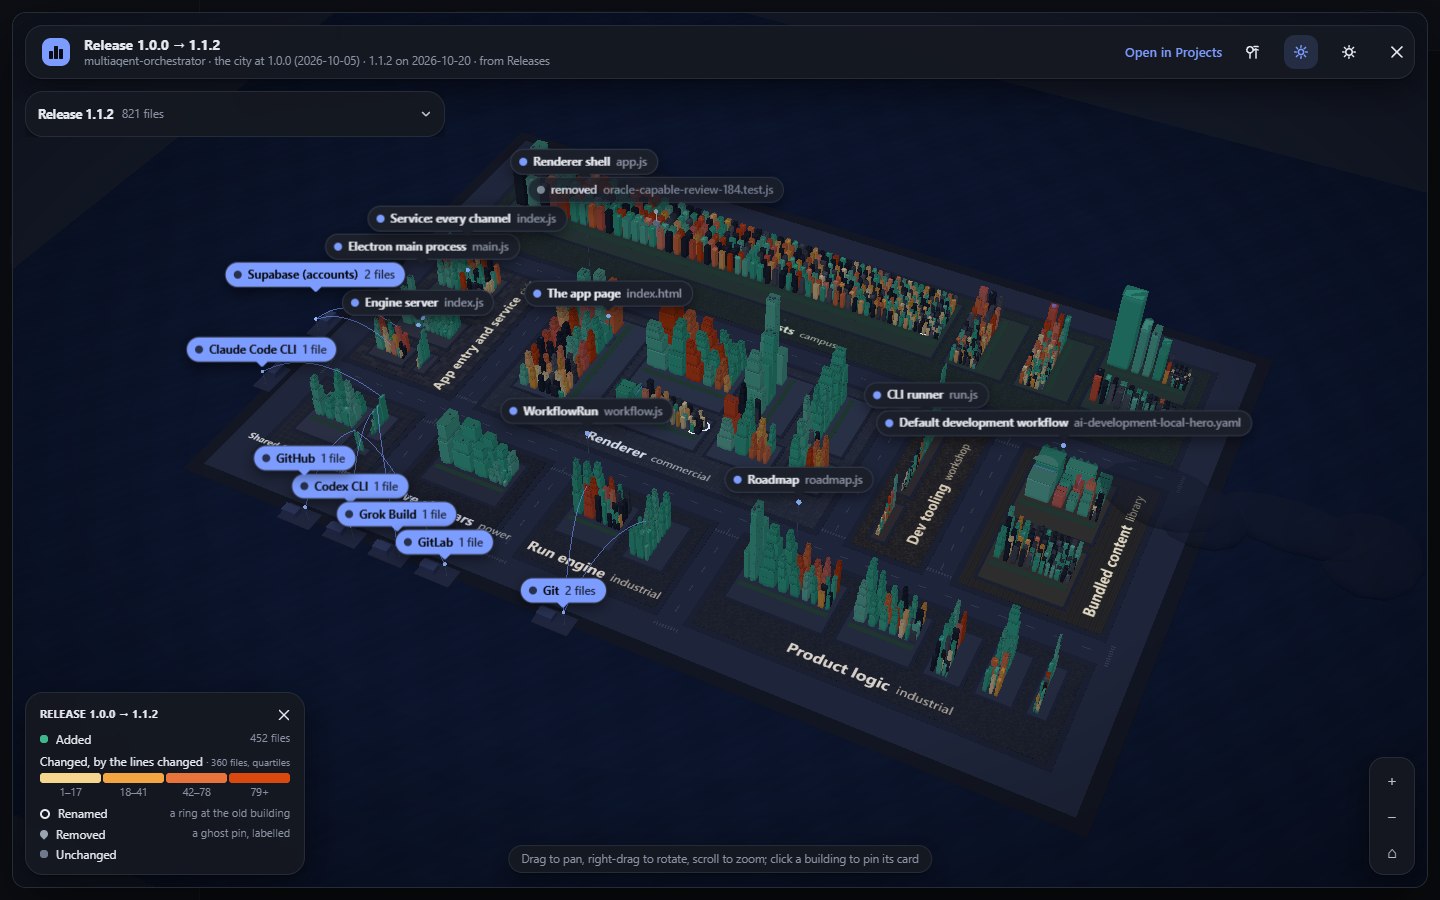 Release 1.0.0 → 1.1.2
multiagent-orchestrator · the city at 1.0.0 (2026-10-05) · 1.1.2 on 2026-10-20 · from Releases
Open in Projects
Release 1.1.2 821 files
Renderer shell app.js
removed oracle-capable-review-184.test.js
Service: every channel index.js
Electron main process main.js
Supabase (accounts) 2 files
Engine server index.js
The app page index.html
Claude Code CLI 1 file
App entry and service
campus
CLI runner run.js
WorkflowRun workflow.js
Default development workflow ai-development-local-hero.yaml
Renderer commercial
GitHub 1 file
Codex CLI 1 file
Roadmap roadmap.js
Dev tooling workshop
Grok Build 1 file
power
GitLab 1 file
Run engine industrial
Bundled content library
Git 2 files
Product logic industrial
RELEASE 1.0.0 → 1.1.2
Added 452 files
Changed, by the lines changed · 360 files, quartiles
1–17 18–41 42–78 79+
Renamed a ring at the old building
Removed a ghost pin, labelled
Unchanged
Drag to pan, right-drag to rotate, scroll to zoom; click a building to pin its card